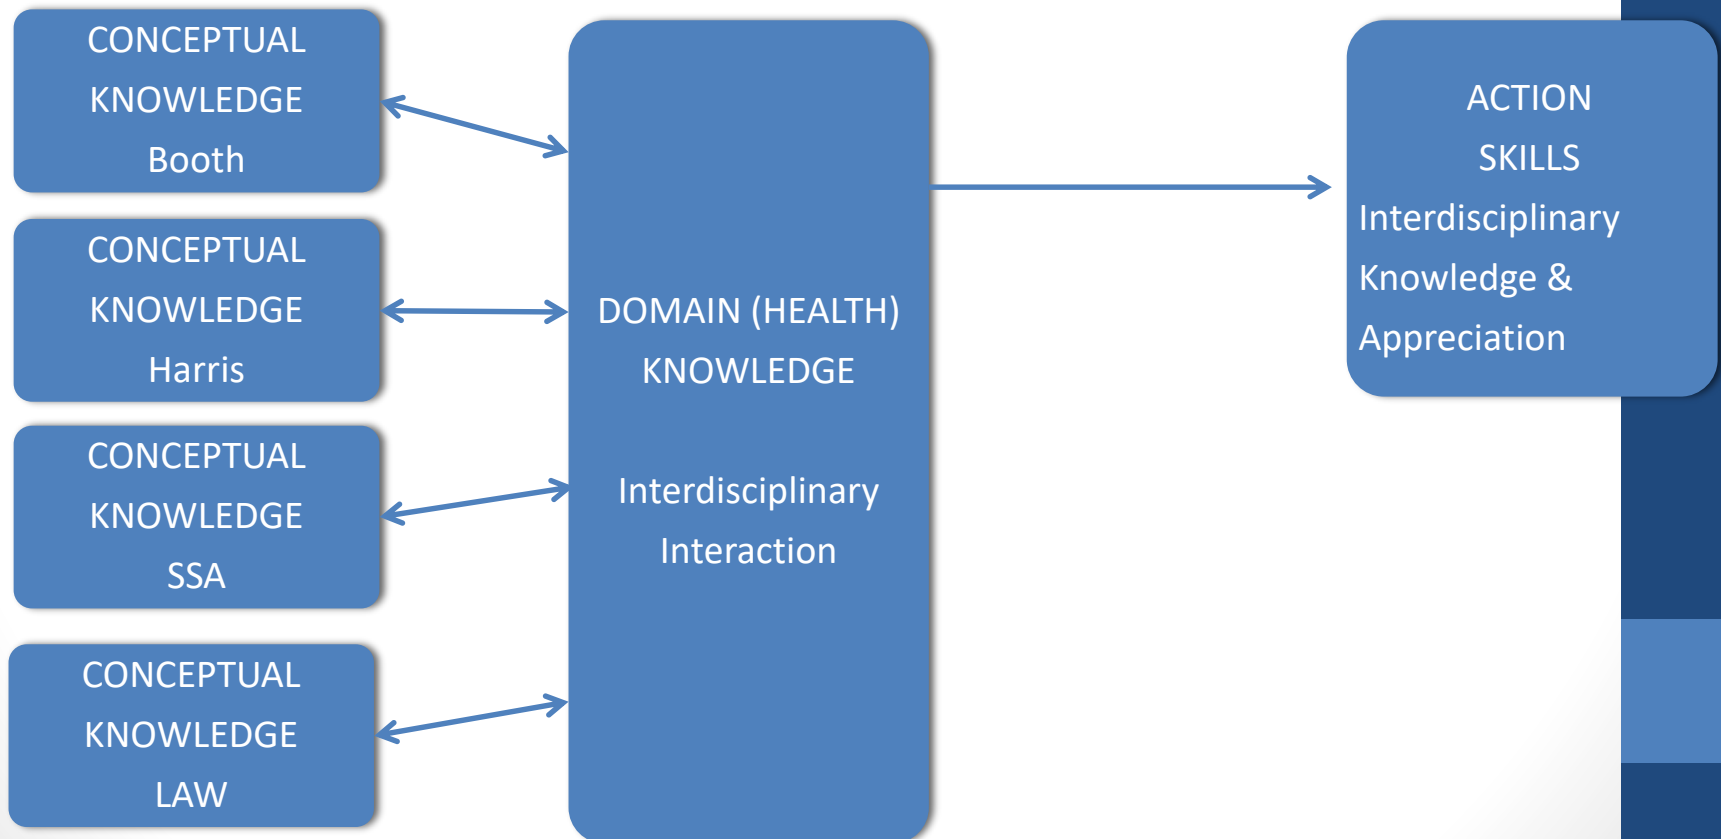 CONCEPTUAL
KNOWLEDGE
Booth
CONCEPTUAL
KNOWLEDGE
Harris
CONCEPTUAL
KNOWLEDGE
SSA
CONCEPTUAL
KNOWLEDGE
LAW
DOMAIN (HEALTH)
KNOWLEDGE
Interdisciplinary
Interaction
ACTION
SKILLS
Interdisciplinary
Knowledge &
Appreciation